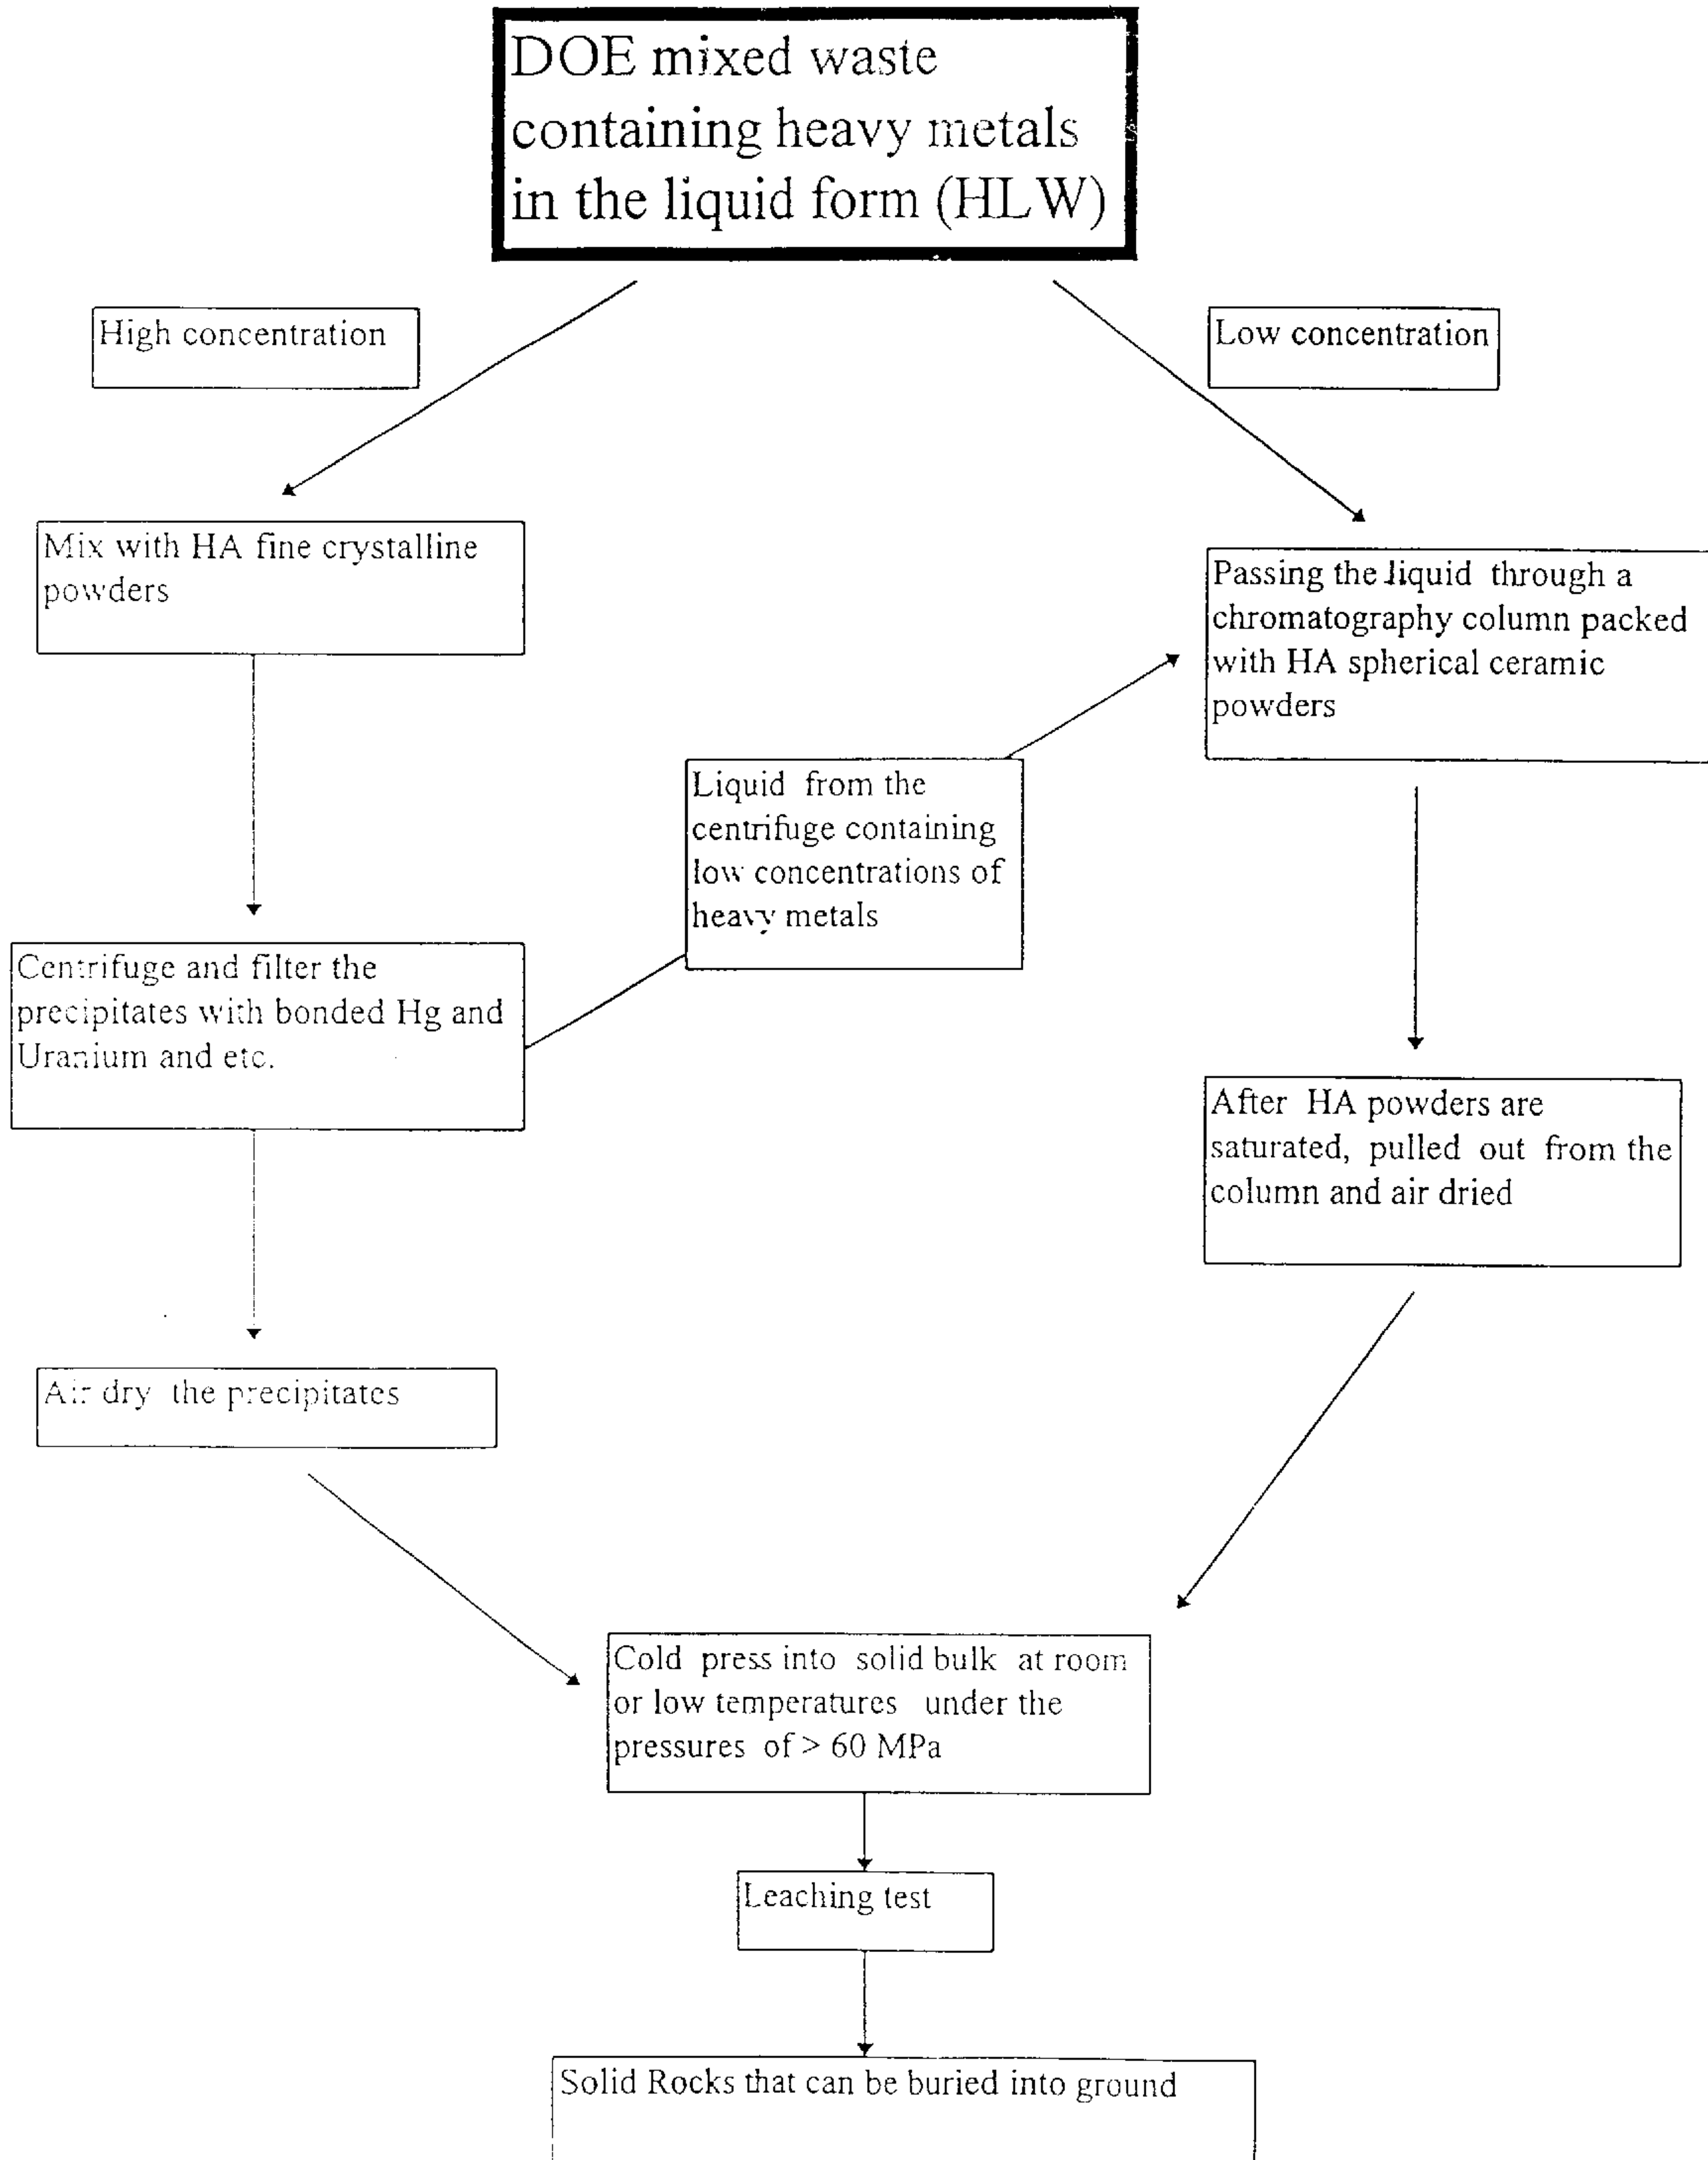 DOE mixed waste
containing heavy metals
in the liquid form (HLW)
High concentration
Low concentration
Mix with HA fine crystalline
powders
Passing the liquid through a
chromatography column packed
with HA spherical ceramic
powders
Liquid from the
centrifuge containing
low concentrations of
heavy metals
Centrifuge and filter the
precipitates with bonded Hg and
Uranium and etc.
After HA powders are
saturated, pulled out from the
column and air dried
Air dry the precipitates
Cold press into solid bulk at room
or low temperatures under the
pressures of > 60 MPa
Leaching test
Solid Rocks that can be buried into ground